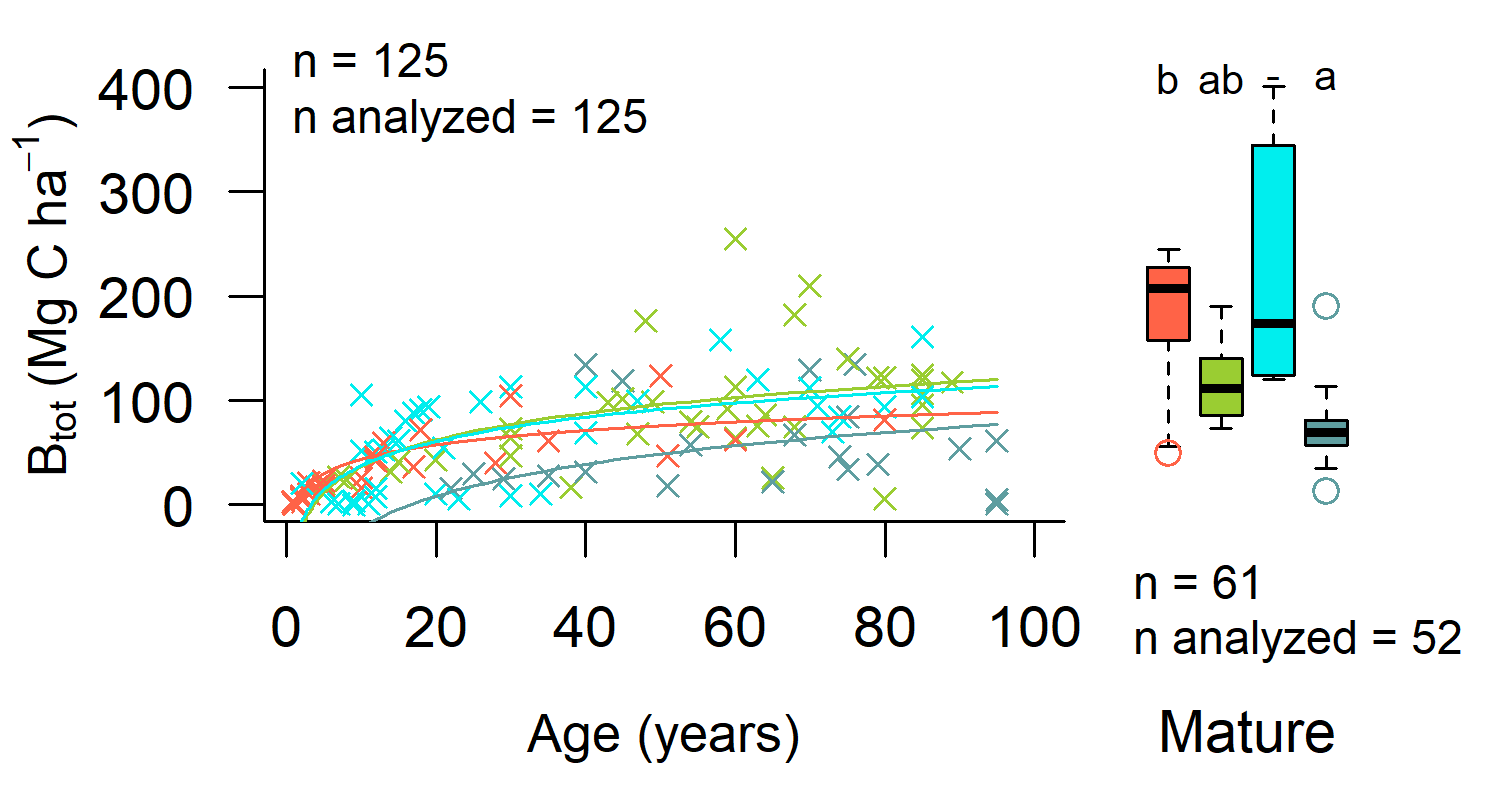 n = 125
n analyzed = 125
B_tot (Mg C ha⁻¹)
400
300
200
100
0
0 20 40 60 80 100
Age (years)
b ab - a
n = 61
n analyzed = 52
Mature